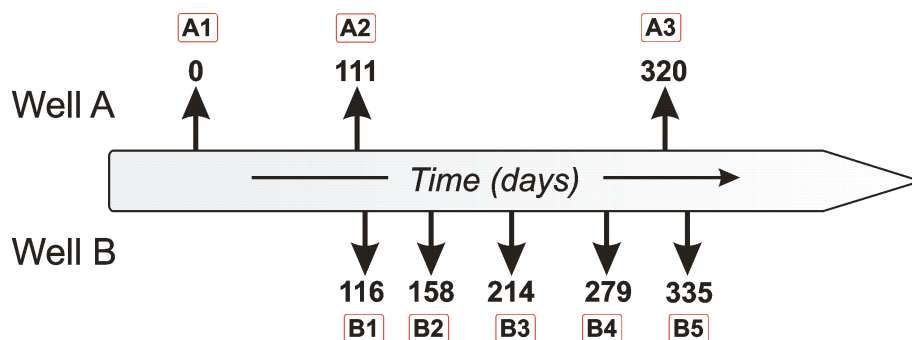 A1 A2 A3
0 111 320
Well A
Time (days)
Well B
116 158 214 279 335
B1 B2 B3 B4 B5